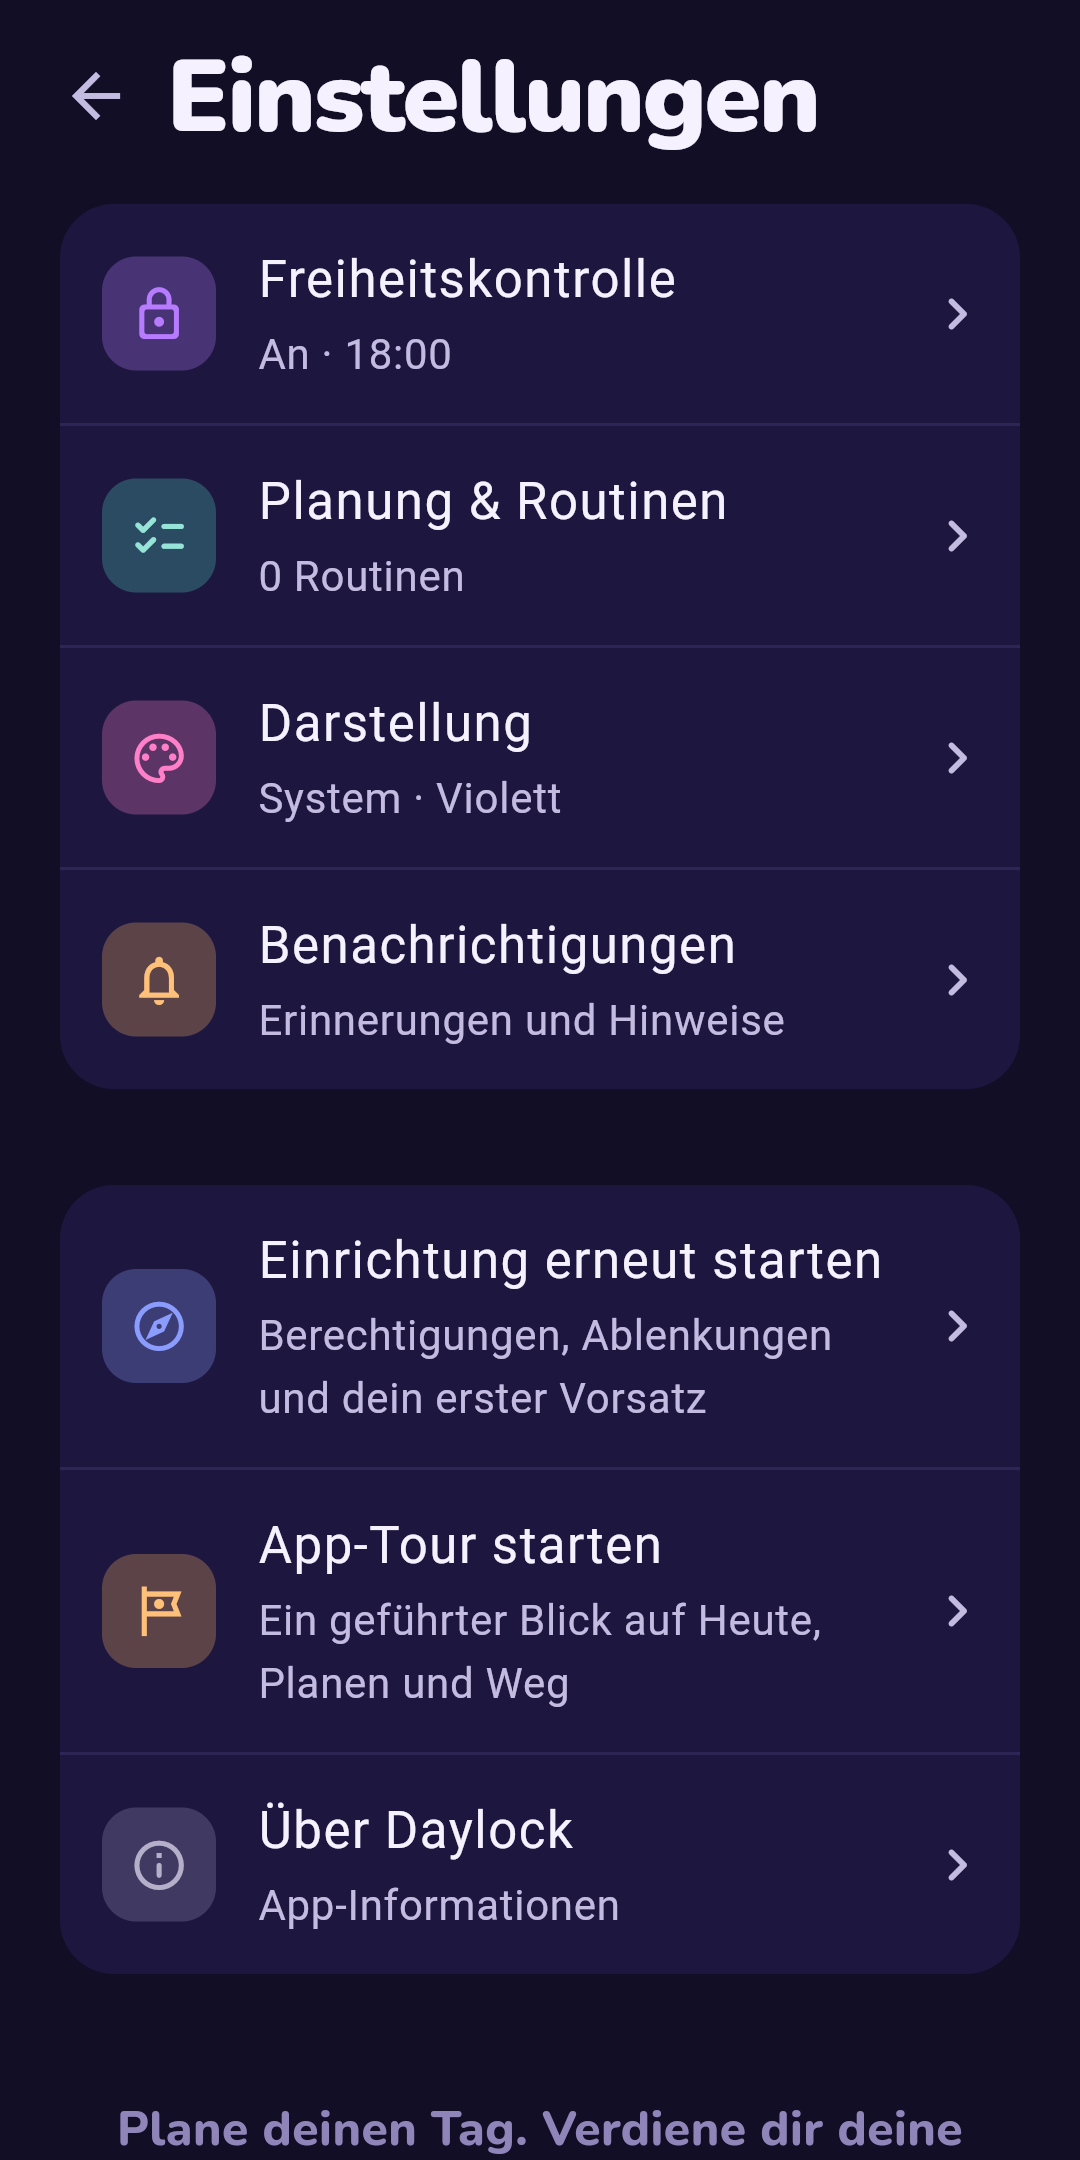 Einstellungen
Freiheitskontrolle
An · 18:00
Planung & Routinen
0 Routinen
Darstellung
System · Violett
Benachrichtigungen
Erinnerungen und Hinweise
Einrichtung erneut starten
Berechtigungen, Ablenkungen
und dein erster Vorsatz
App-Tour starten
Ein geführter Blick auf Heute,
Planen und Weg
Über Daylock
App-Informationen
Plane deinen Tag. Verdiene dir deine